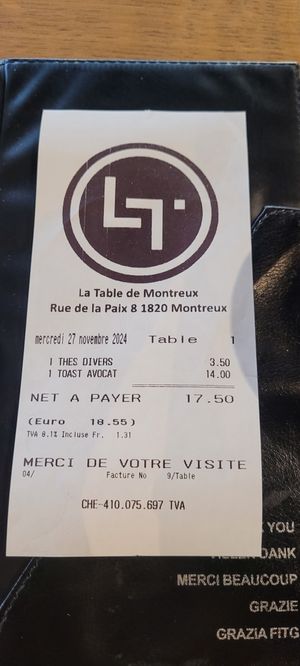 LT.
La Table de Montreux
Rue de la Paix 8 1820 Montreux
mercredi 27 novembre 2024 Table 1
1 THES DIVERS 3.50
1 TOAST AVOCAT 14.00
NET A PAYER 17.50
(Euro 18.55)
TVA 8.1% Incluse Fr. 1.31
MERCI DE VOTRE VISITE
04/ Facture No 9/Table
CHE-410.075.697 TVA
YOU
DANK
MERCI BEAUCOUP
GRAZIE
GRAZIA FITG